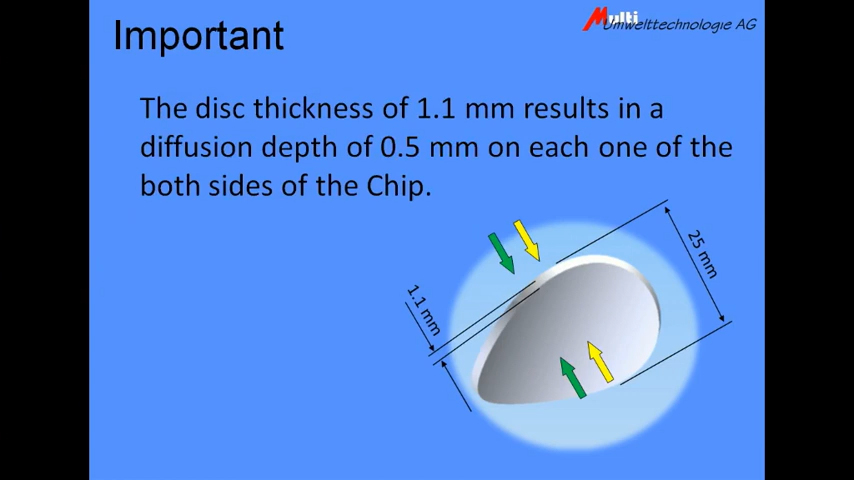 Important
Multi
Umwelttechnologie AG
The disc thickness of 1.1 mm results in a
diffusion depth of 0.5 mm on each one of the
both sides of the Chip.
25 mm
1.1 mm